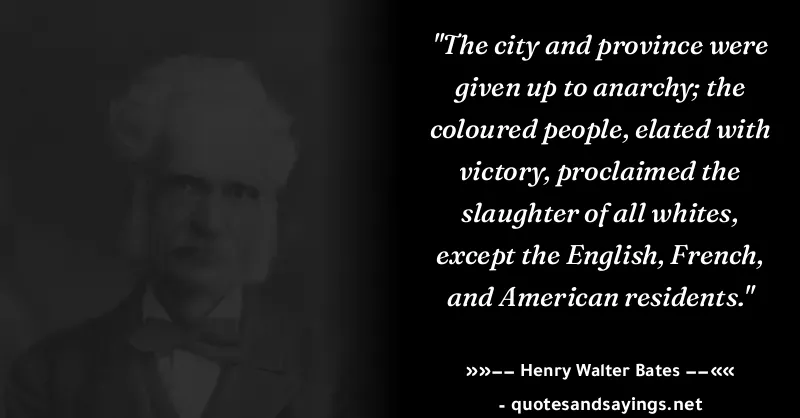 "The city and province were
given up to anarchy; the
coloured people, elated with
victory, proclaimed the
slaughter of all whites,
except the English, French,
and American residents."
»»−− Henry Walter Bates −−««
- quotesandsayings.net